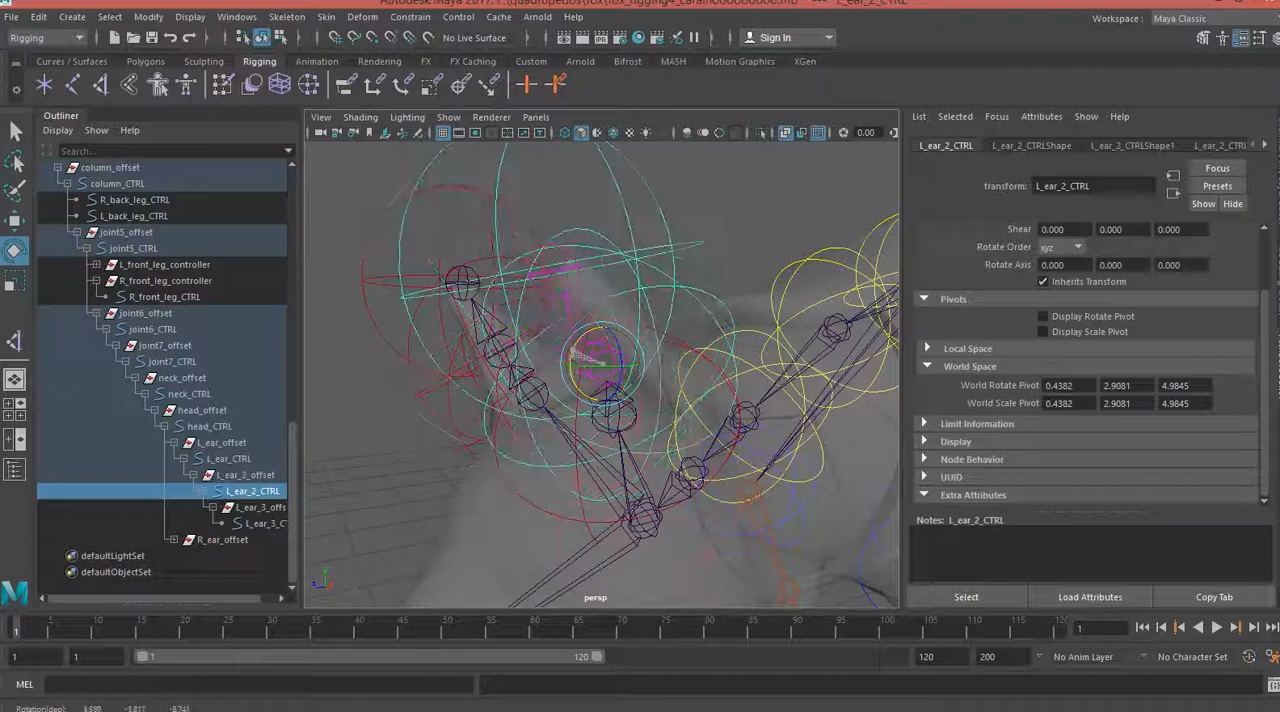 File Edit Create Select Modify Display Windows Skeleton Skin Deform Constrain Control Cache Arnold Help
Workspace : Maya Classic
Rigging
No Live Surface
Sign In
Curves / Surfaces Polygons Sculpting Rigging Animation Rendering FX FX Caching Custom Arnold Bifrost MASH Motion Graphics XGen
Outliner
Display Show Help
Search...
column_offset
column_CTRL
R_back_leg_CTRL
L_back_leg_CTRL
joint5_offset
joint5_CTRL
L_front_leg_controller
R_front_leg_controller
R_front_leg_CTRL
joint6_offset
joint6_CTRL
joint7_offset
joint7_CTRL
neck_offset
neck_CTRL
head_offset
head_CTRL
L_ear_offset
L_ear_CTRL
L_ear_2_offset
L_ear_2_CTRL
L_ear_3_offs
L_ear_3_C
R_ear_offset
defaultLightSet
defaultObjectSet
View Shading Lighting Show Renderer Panels
0.00
persp
List Selected Focus Attributes Show Help
L_ear_2_CTRL L_ear_2_CTRLShape L_ear_2_CTRLShape1 L_ear_2_CTRL
Focus
transform: L_ear_2_CTRL
Presets
Show Hide
Shear 0.000 0.000 0.000
Rotate Order xyz
Rotate Axis 0.000 0.000 0.000
Inherits Transform
Pivots
Display Rotate Pivot
Display Scale Pivot
Local Space
World Space
World Rotate Pivot 0.4382 2.9081 4.9845
World Scale Pivot 0.4382 2.9081 4.9845
Limit Information
Display
Node Behavior
UUID
Extra Attributes
Notes: L_ear_2_CTRL
Select Load Attributes Copy Tab
1 5 10 15 20 25 30 35 40 45 50 55 60 65 70 75 80 85 90 95 100 105 110 115 120 1
1 1 1 120 120 200 No Anim Layer No Character Set
MEL